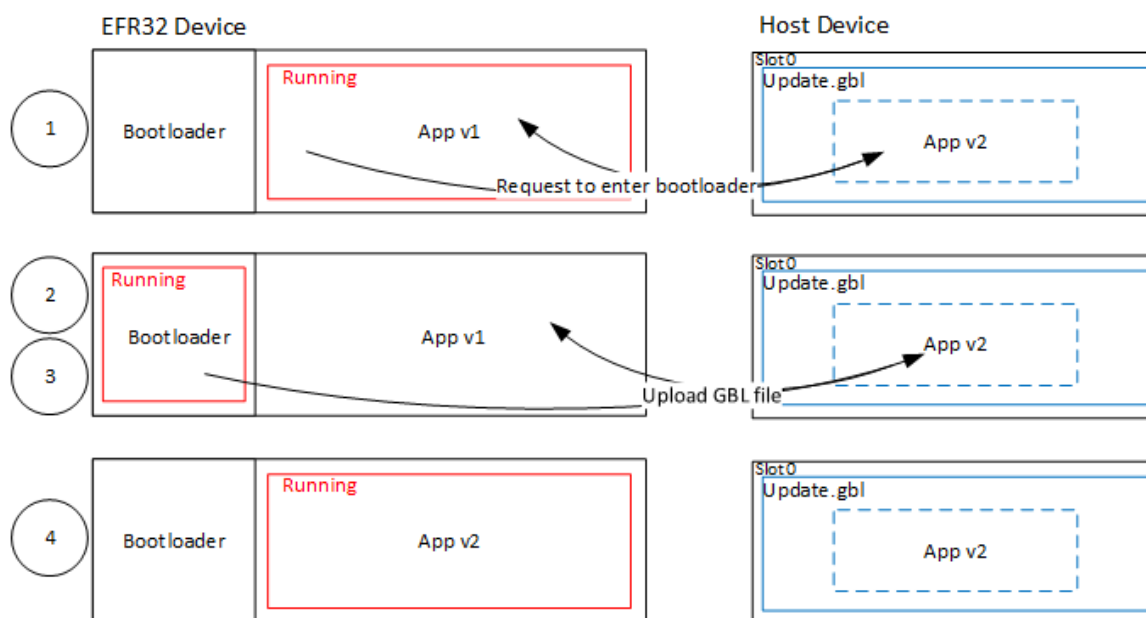 EFR32 Device
Host Device
1
Bootloader
Running
App v1
Request to enter bootloader
Slot0
Update.gbl
App v2
2
3
Running
Bootloader
App v1
Upload GBL file
Slot0
Update.gbl
App v2
4
Bootloader
Running
App v2
Slot0
Update.gbl
App v2